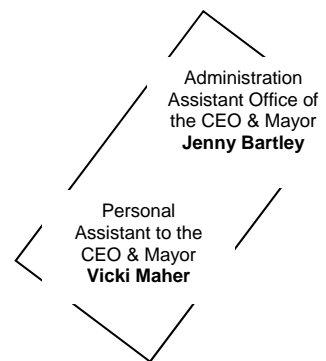 Administration
Assistant Office of
the CEO & Mayor
Jenny Bartley
Personal
Assistant to the
CEO & Mayor
Vicki Maher